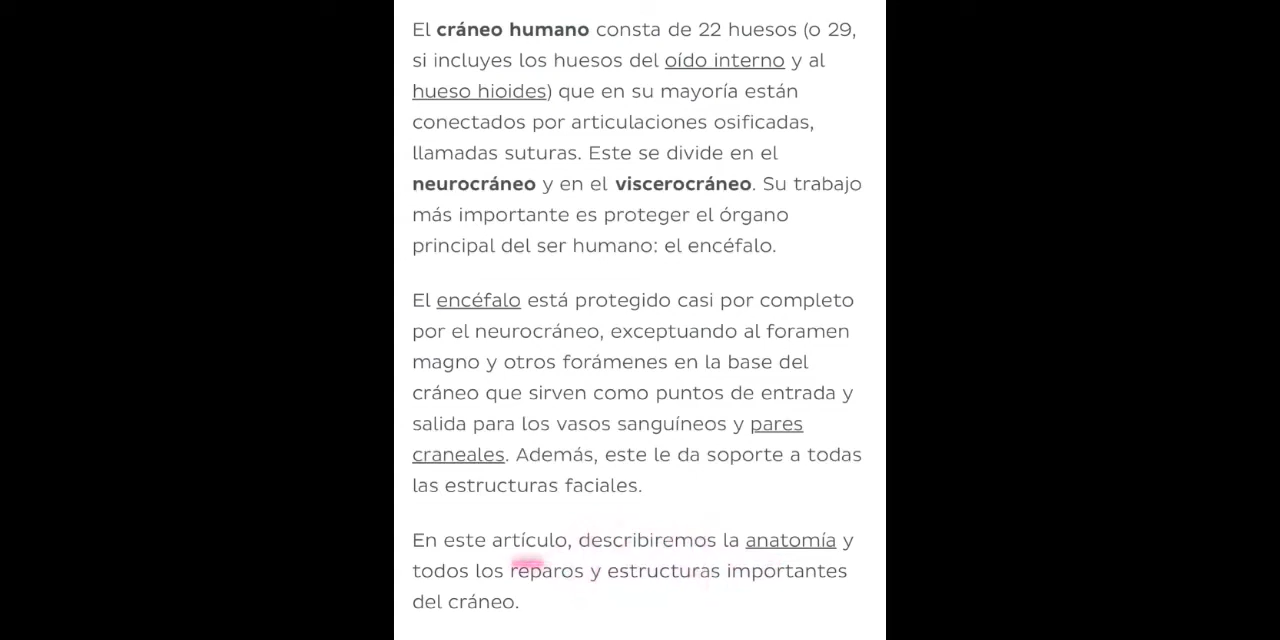 El cráneo humano consta de 22 huesos (o 29,
si incluyes los huesos del oído interno y al
hueso hioides) que en su mayoría están
conectados por articulaciones osificadas,
llamadas suturas. Este se divide en el
neurocráneo y en el viscerocráneo. Su trabajo
más importante es proteger el órgano
principal del ser humano: el encéfalo.
El encéfalo está protegido casi por completo
por el neurocráneo, exceptuando al foramen
magno y otros forámenes en la base del
cráneo que sirven como puntos de entrada y
salida para los vasos sanguíneos y pares
craneales. Además, este le da soporte a todas
las estructuras faciales.
En este artículo, describiremos la anatomía y
todos los reparos y estructuras importantes
del cráneo.